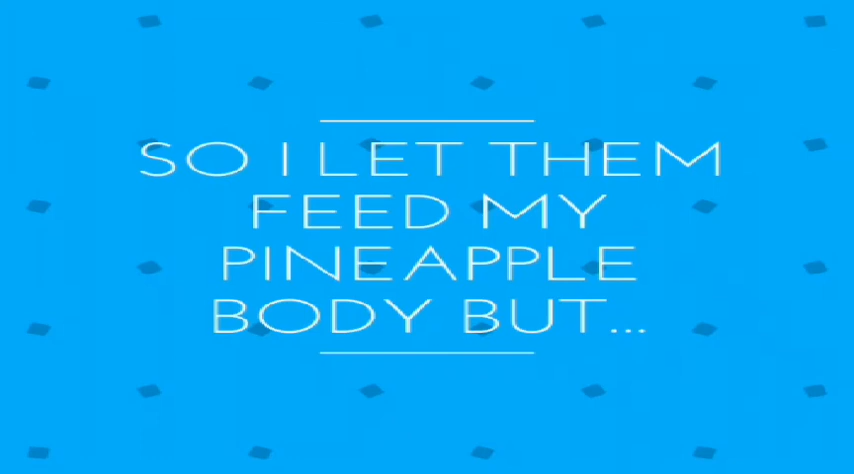 SO I LET THEM
FEED MY
PINEAPPLE
BODY BUT...